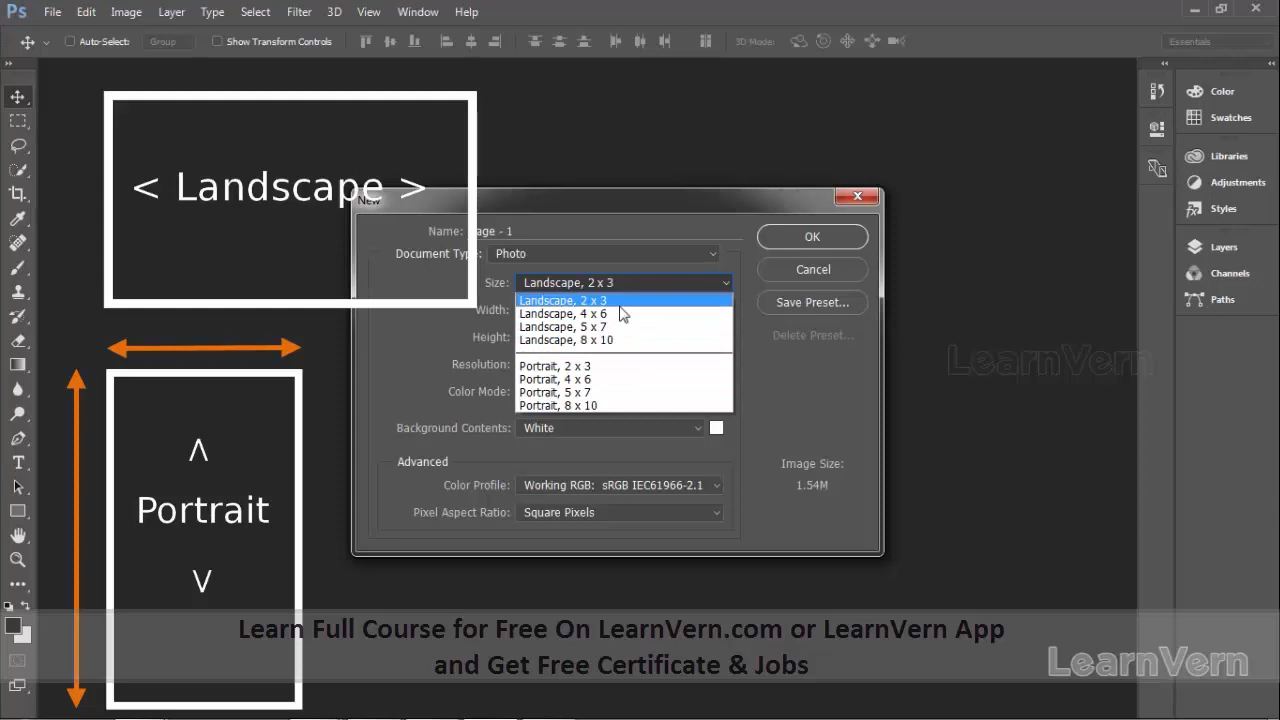 Ps File Edit Image Layer Type Select Filter 3D View Window Help
Auto-Select: Group Show Transform Controls 3D Mode: Essentials
< Landscape >
Portrait
New
Name: age - 1
Document Type: Photo
Size: Landscape, 2 x 3
Landscape, 2 x 3
Landscape, 4 x 6
Landscape, 5 x 7
Landscape, 8 x 10
Portrait, 2 x 3
Portrait, 4 x 6
Portrait, 5 x 7
Portrait, 8 x 10
Width:
Height:
Resolution:
Color Mode:
Background Contents: White
Advanced
Color Profile: Working RGB: sRGB IEC61966-2.1
Pixel Aspect Ratio: Square Pixels
OK
Cancel
Save Preset...
Delete Preset...
Image Size:
1.54M
Color
Swatches
Libraries
Adjustments
Styles
Layers
Channels
Paths
LearnVern
Learn Full Course for Free On LearnVern.com or LearnVern App
and Get Free Certificate & Jobs
LearnVern